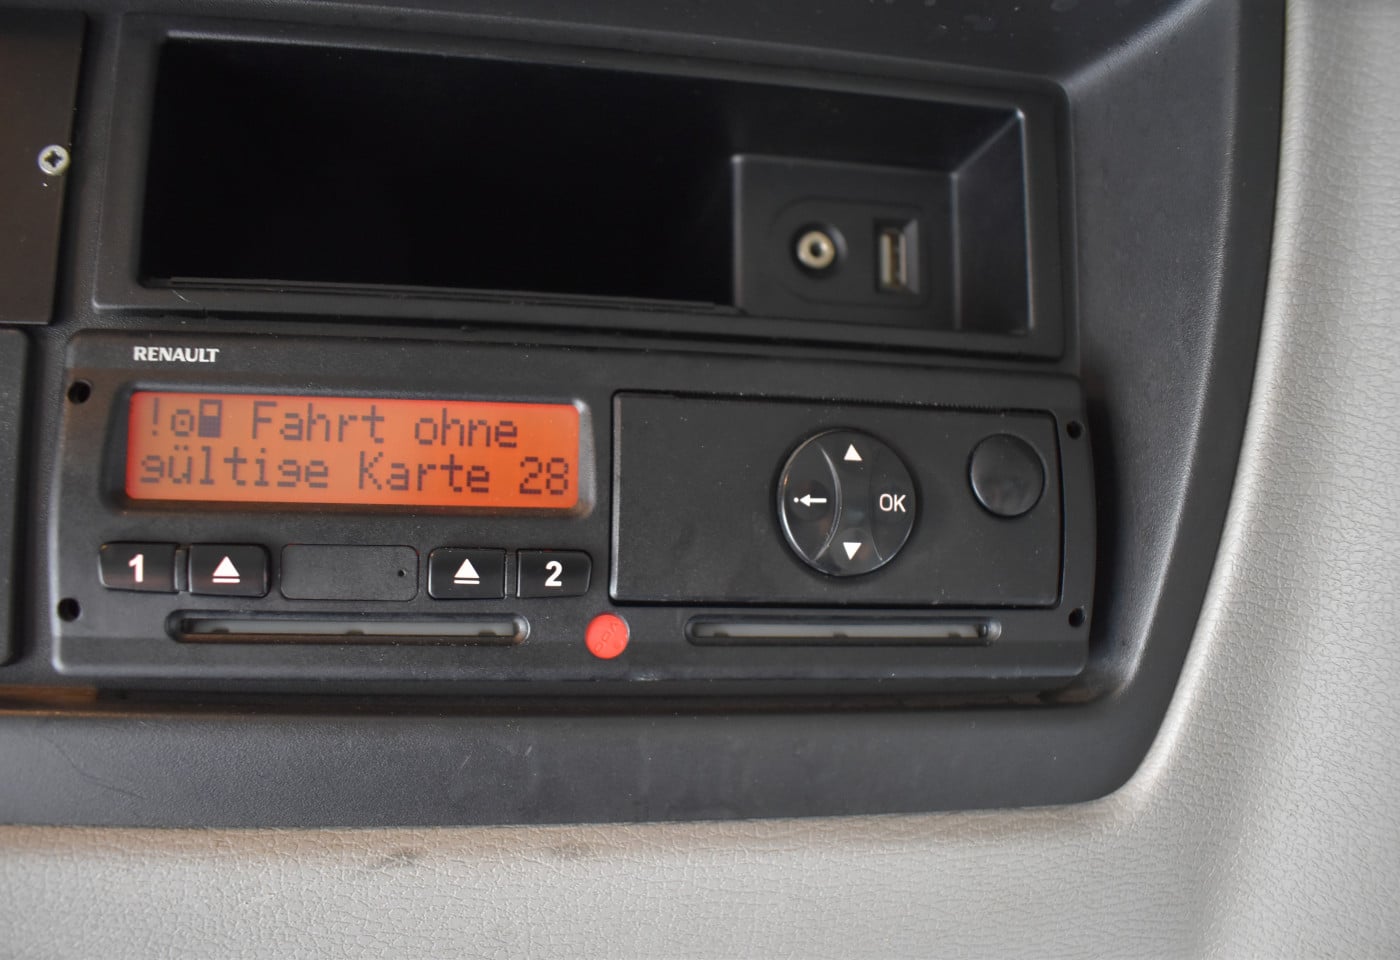 RENAULT
! Fahrt ohne
gültige Karte 28
1
2
OK